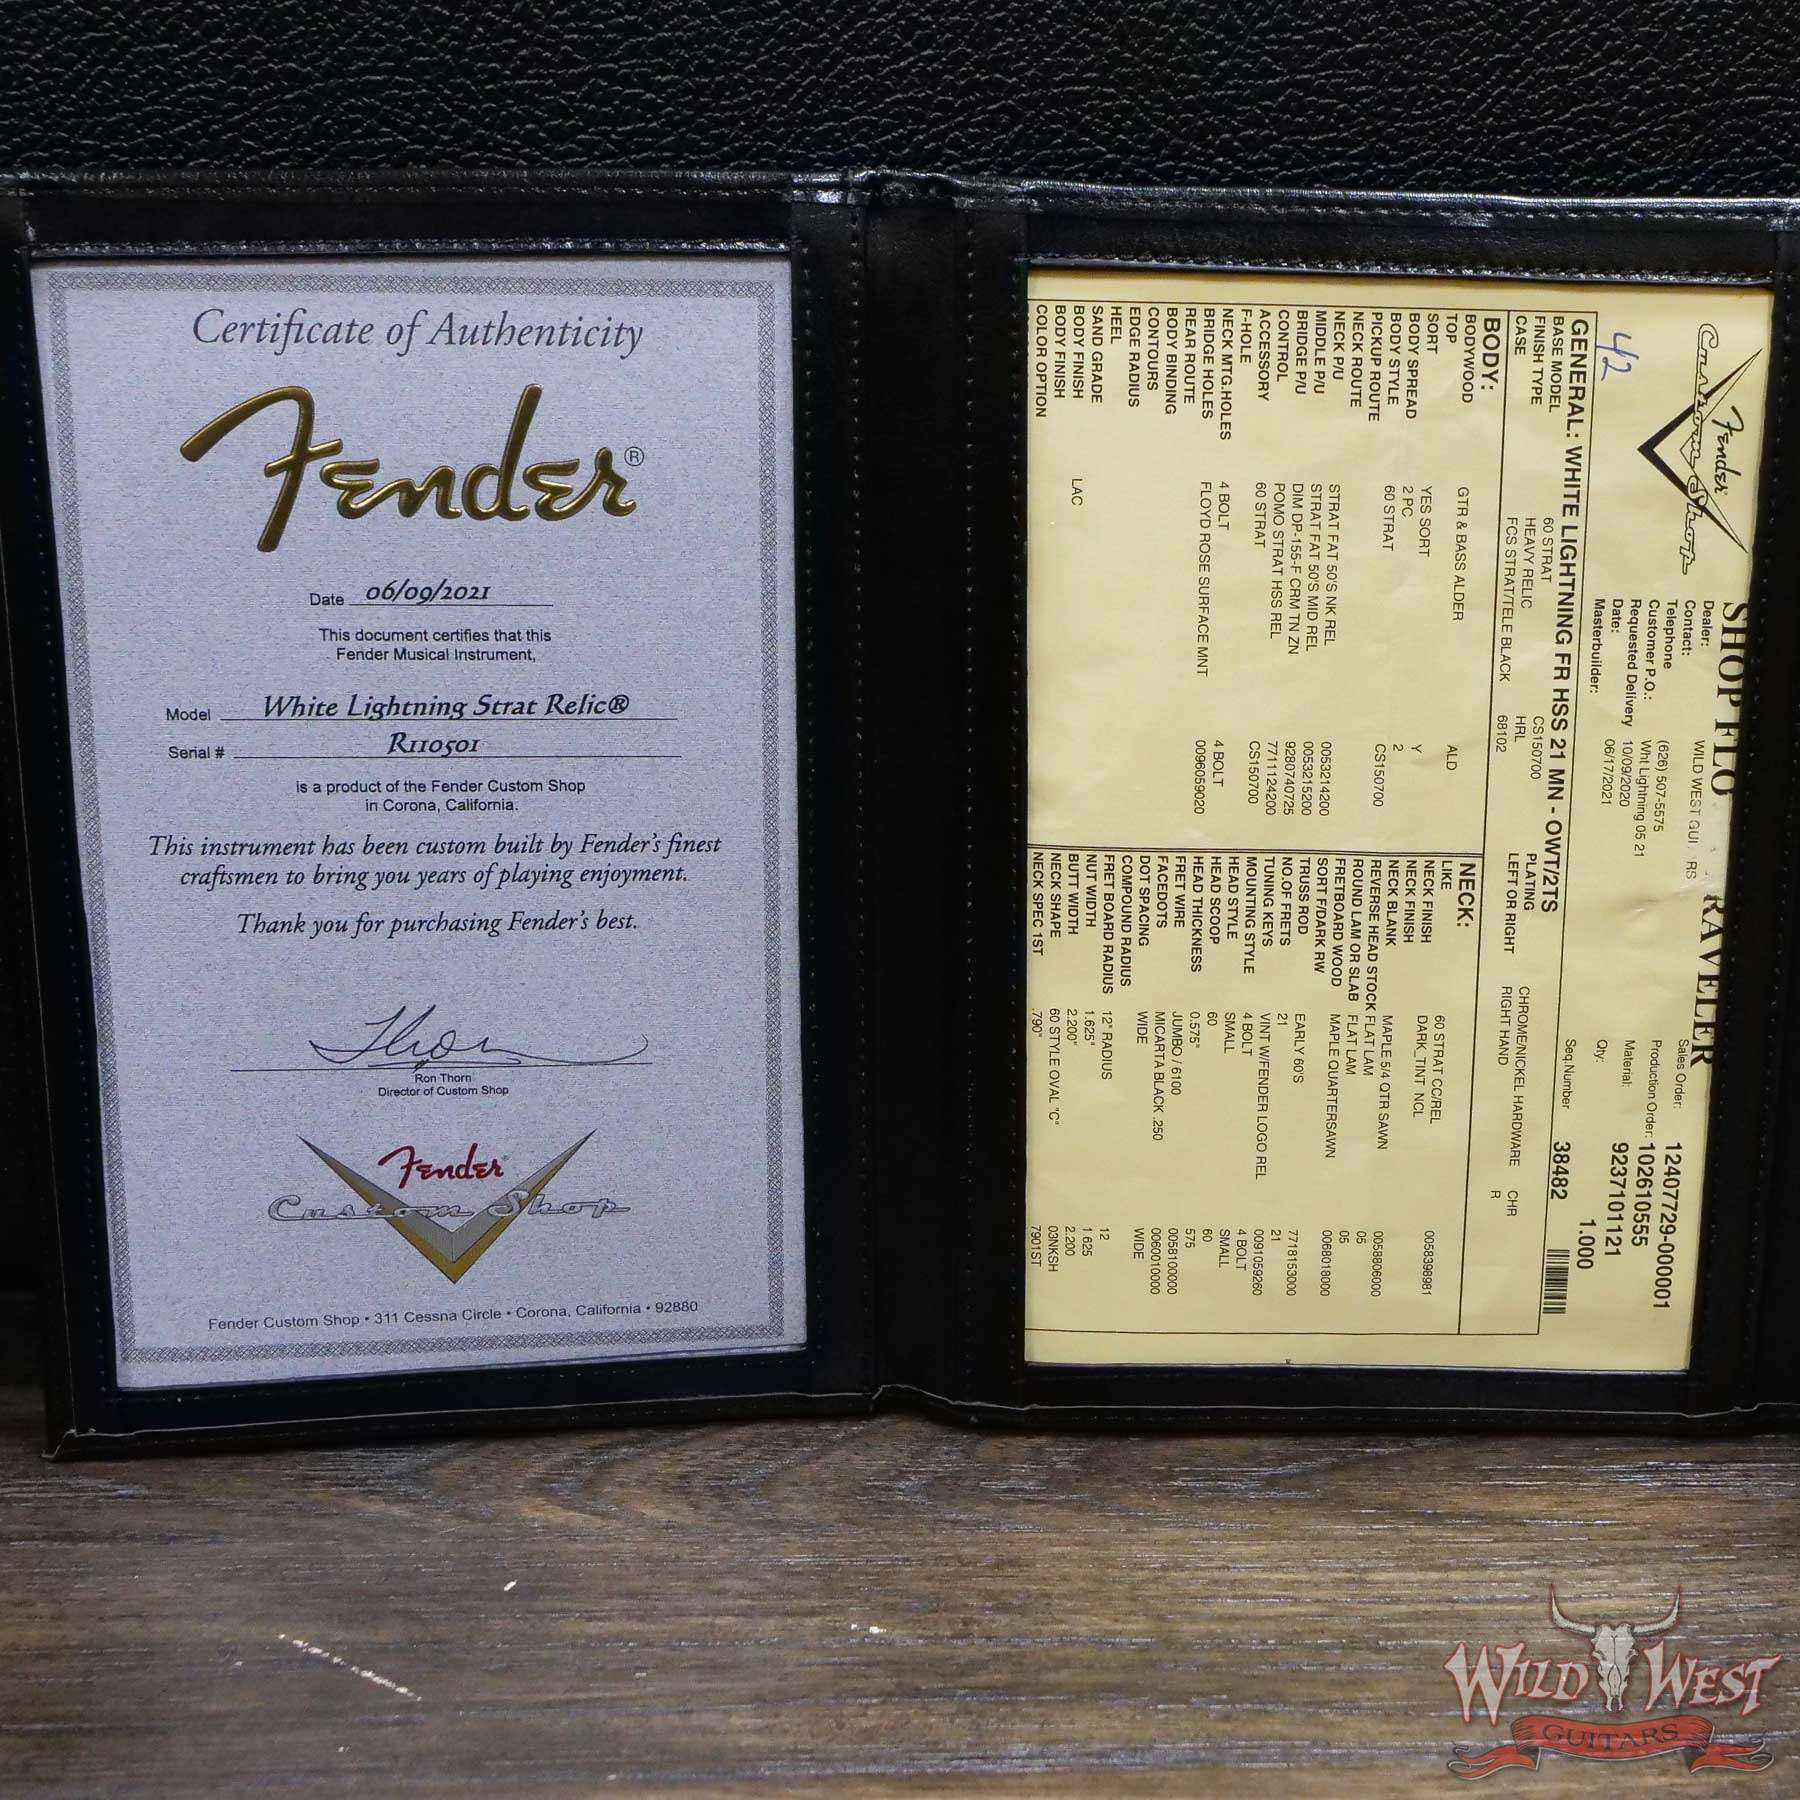 Certificate of Authenticity
Fender®
Date 06/09/2021
This document certifies that this
Fender Musical Instrument,
Model White Lightning Strat Relic®
Serial # R110501
is a product of the Fender Custom Shop
in Corona, California.
This instrument has been custom built by Fender's finest
craftsmen to bring you years of playing enjoyment.
Thank you for purchasing Fender's best.
Ron Thorn
Director of Custom Shop
Fender
Custom Shop
Fender Custom Shop • 311 Cessna Circle • Corona, California • 92880
Fender
Custom Shop
42
SHOP FLO RAVELER
Dealer: WILD WEST GUI RS
Contact:
Telephone (626) 507-5575
Customer P.O.: Wht Lightning 05 21
Requested Delivery 10/09/2020
Date: 06/17/2021
Masterbuilder:
Sales Order: 12407729-000001
Production Order: 102610555
Material: 9237101121
Qty: 1.000
Seq.Number 38482
GENERAL: WHITE LIGHTNING FR HSS 21 MN - OWT/2TS
BASE MODEL 60 STRAT CS150700 PLATING CHROME/NICKEL HARDWARE CHR
FINISH TYPE HEAVY RELIC HRL LEFT OR RIGHT RIGHT HAND R
CASE FCS STRAT/TELE BLACK 68102
BODY:
BODYWOOD GTR & BASS ALDER ALD
TOP
SORT YES SORT Y
BODY SPREAD 2 PC 2
BODY STYLE 60 STRAT CS150700
PICKUP ROUTE
NECK ROUTE
NECK P/U STRAT FAT 50'S NK REL 0053214200
MIDDLE P/U STRAT FAT 50'S MID REL 0053215200
BRIDGE P/U DIM DP-155-F CRM TN ZN 9280740725
CONTROL POMO STRAT HSS REL 7711124200
ACCESSORY 60 STRAT CS150700
F-HOLE
NECK MTG.HOLES 4 BOLT 4 BOLT
BRIDGE HOLES FLOYD ROSE SURFACE MNT 0096059020
REAR ROUTE
BODY BINDING
CONTOURS
EDGE RADIUS
HEEL
SAND GRADE
BODY FINISH LAC
BODY FINISH
COLOR OPTION
NECK:
LIKE 60 STRAT CC/REL 0058398981
NECK FINISH DARK_TINT NCL
NECK FINISH
NECK BLANK MAPLE 5/4 QTR SAWN 0058806000
REVERSE HEAD STOCK FLAT LAM 05
ROUND LAM OR SLAB FLAT LAM 05
FRETBOARD WOOD MAPLE QUARTERSAWN 0068018000
SORT F/DARK RW
TRUSS ROD EARLY 60'S 7718153000
NO.OF FRETS 21 21
TUNING KEYS VINT W/FENDER LOGO REL 0091059260
MOUNTING STYLE 4 BOLT 4 BOLT
HEAD STYLE SMALL SMALL
HEAD SCOOP 60 60
HEAD THICKNESS 0.575" 575
FRET WIRE JUMBO / 6100 0058100000
FACEDOTS MICARTA BLACK .250 0060010000
DOT SPACING WIDE WIDE
COMPOUND RADIUS
FRET BOARD RADIUS 12" RADIUS 12
NUT WIDTH 1.625" 1.625
BUTT WIDTH 2.200" 2.200
NECK SHAPE 60 STYLE OVAL "C" 03NKSH
NECK SPEC 1ST .790" 7901ST
WILD WEST
GUITARS